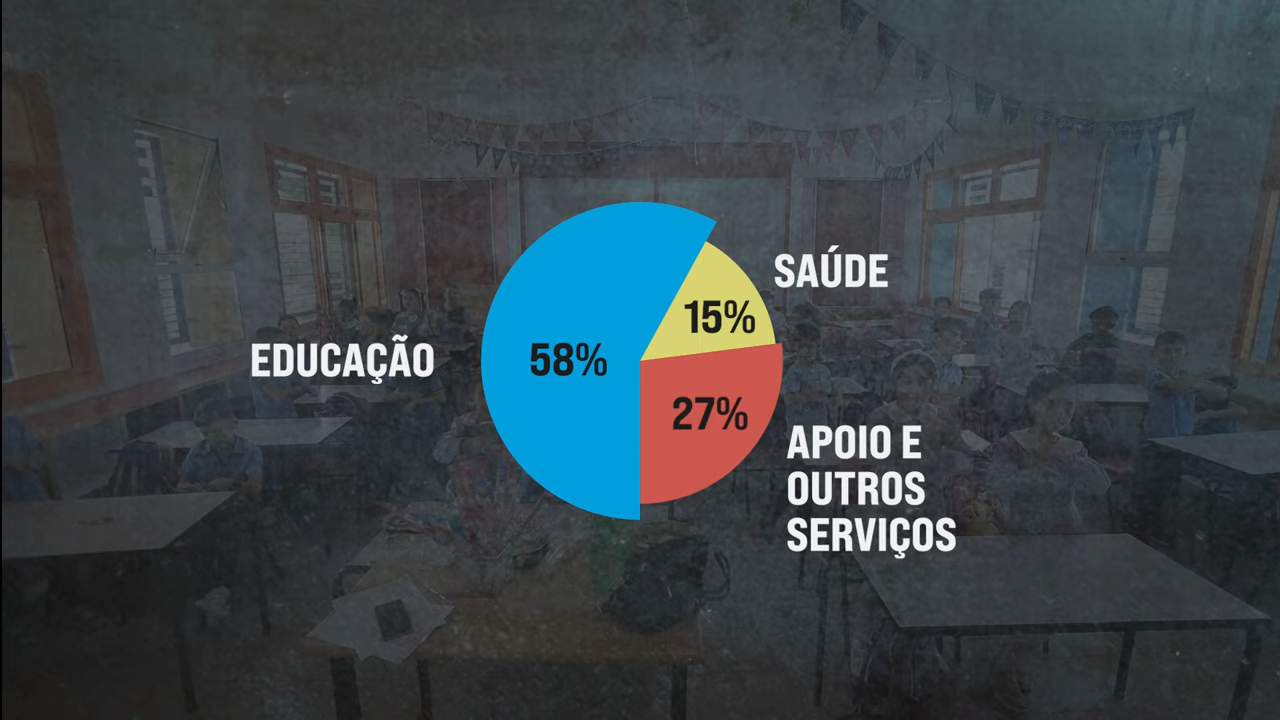 EDUCAÇÃO
58%
SAÚDE
15%
27%
APOIO E
OUTROS
SERVIÇOS